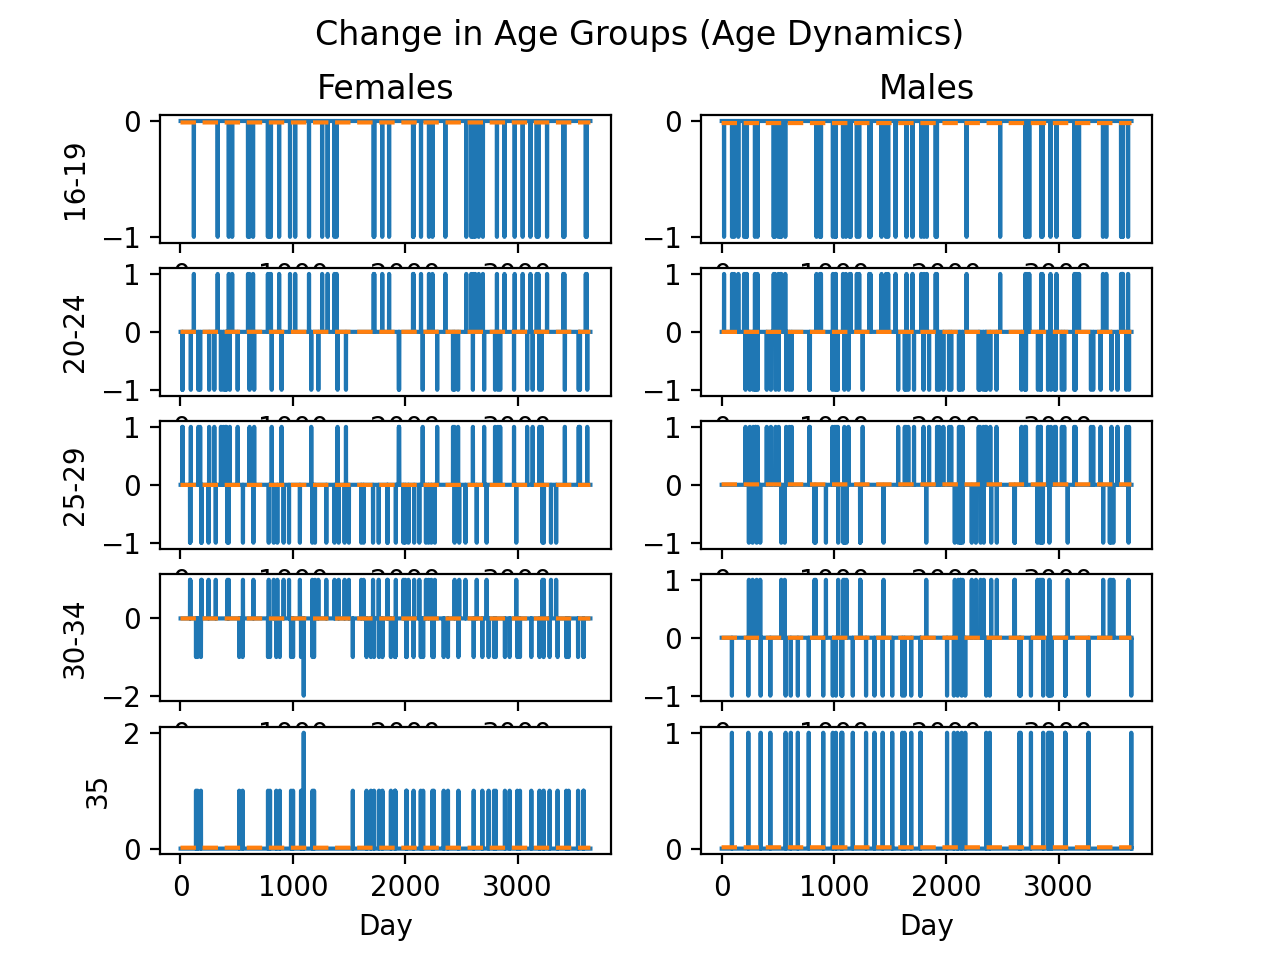 Change in Age Groups (Age Dynamics)
Females Males
16-19 0 −1 0 −1
20-24 1 0 −1 1 0 −1
25-29 1 0 −1 1 0 −1
30-34 0 −2 1 0 −1
35 2 0 1 0
0 1000 2000 3000 0 1000 2000 3000
Day Day